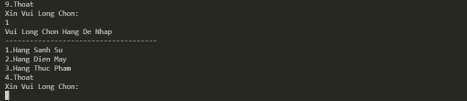 9.Thoat
Xin Vui Long Chon:
1
Vui Long Chon Hang De Nhap
-----------------------------------
1.Hang Sanh Su
2.Hang Dien May
3.Hang Thuc Pham
4.Thoat
Xin Vui Long Chon: